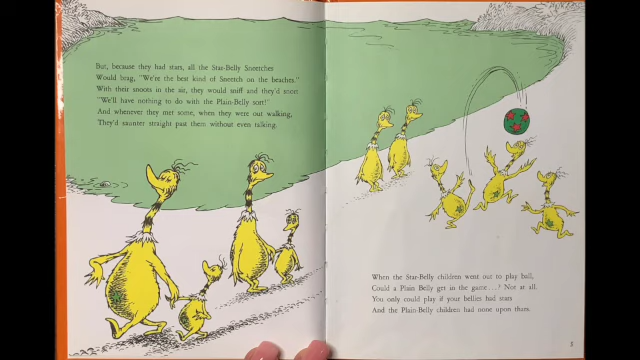 But, because they had stars, all the Star-Belly Sneetches
Would brag, "We're the best kind of Sneetch on the beaches."
With their snoots in the air, they would sniff and they'd snort
"We'll have nothing to do with the Plain-Belly sort!"
And whenever they met some, when they were out walking,
They'd saunter straight past them without even talking.
When the Star-Belly children went out to play ball,
Could a Plain Belly get in the game . . . ? Not at all.
You only could play if your bellies had stars
And the Plain-Belly children had none upon thars.
5